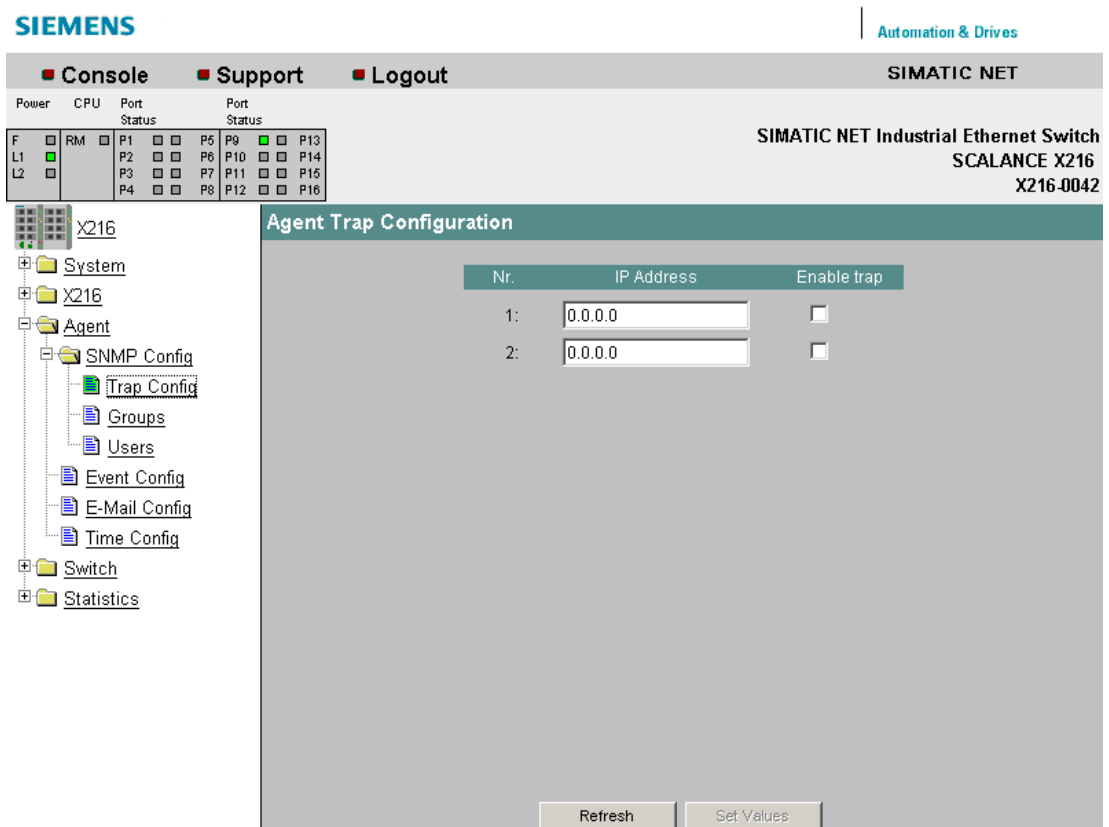 SIEMENS
Automation & Drives
Console Support Logout SIMATIC NET
Power CPU Port Status Port Status
F RM P1 P5 P9 P13
L1 P2 P6 P10 P14
L2 P3 P7 P11 P15
P4 P8 P12 P16
SIMATIC NET Industrial Ethernet Switch
SCALANCE X216
X216-0042
X216
System
X216
Agent
SNMP Config
Trap Config
Groups
Users
Event Config
E-Mail Config
Time Config
Switch
Statistics
Agent Trap Configuration
Nr. IP Address Enable trap
1: 0.0.0.0
2: 0.0.0.0
Refresh Set Values